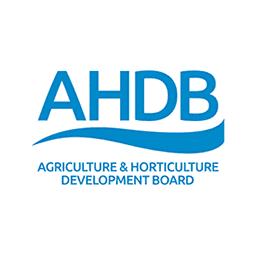 AHDB
AGRICULTURE & HORTICULTURE
DEVELOPMENT BOARD